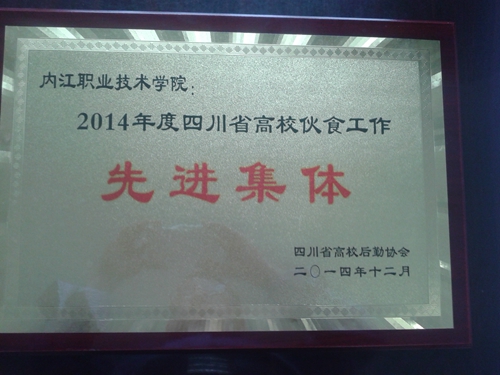 内江职业技术学院：
2014年度四川省高校伙食工作
先进集体
四川省高校后勤协会
二〇一四年十二月